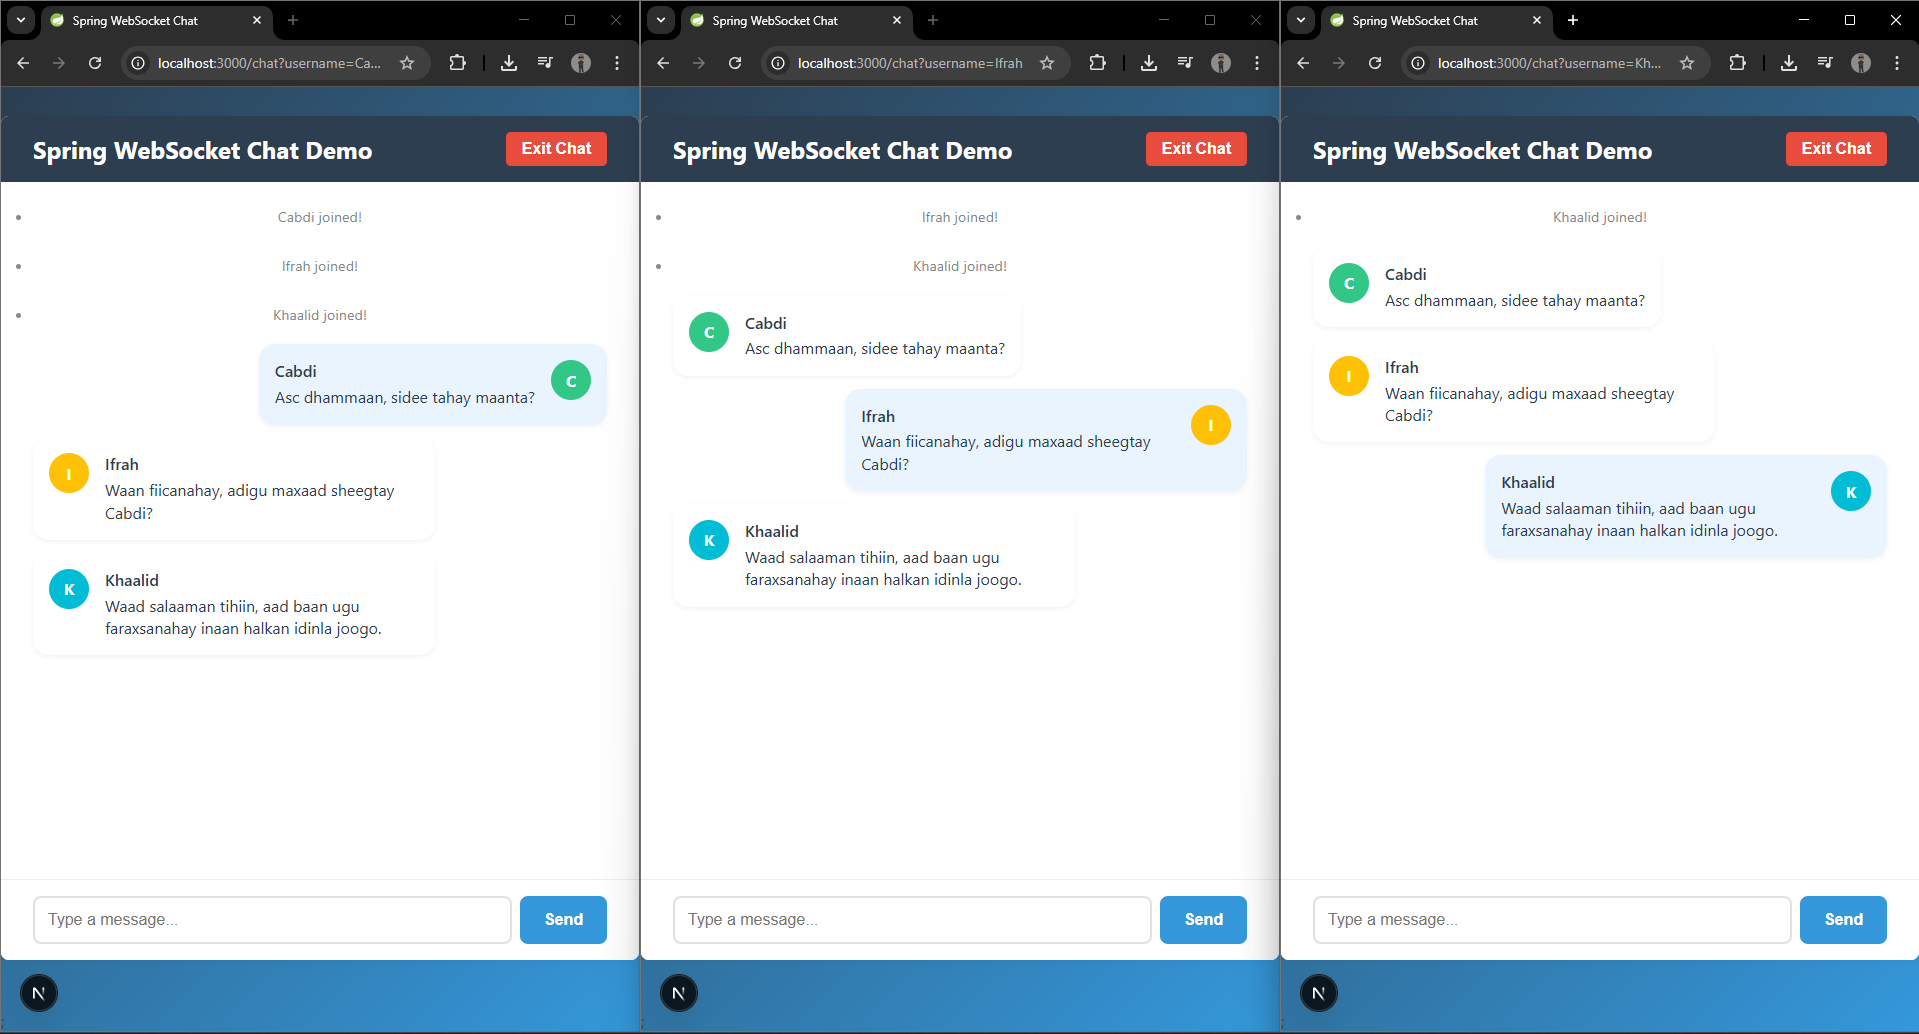 Spring WebSocket Chat
localhost:3000/chat?username=Ca...
Spring WebSocket Chat Demo
Exit Chat
Cabdi joined!
Ifrah joined!
Khaalid joined!
Cabdi
Asc dhammaan, sidee tahay maanta?
C
I
Ifrah
Waan fiicanahay, adigu maxaad sheegtay
Cabdi?
K
Khaalid
Waad salaaman tihiin, aad baan ugu
faraxsanahay inaan halkan idinla joogo.
Type a message...
Send
N
Spring WebSocket Chat
localhost:3000/chat?username=Ifrah
Spring WebSocket Chat Demo
Exit Chat
Ifrah joined!
Khaalid joined!
C
Cabdi
Asc dhammaan, sidee tahay maanta?
Ifrah
Waan fiicanahay, adigu maxaad sheegtay
Cabdi?
I
K
Khaalid
Waad salaaman tihiin, aad baan ugu
faraxsanahay inaan halkan idinla joogo.
Type a message...
Send
N
Spring WebSocket Chat
localhost:3000/chat?username=Kh...
Spring WebSocket Chat Demo
Exit Chat
Khaalid joined!
C
Cabdi
Asc dhammaan, sidee tahay maanta?
I
Ifrah
Waan fiicanahay, adigu maxaad sheegtay
Cabdi?
Khaalid
Waad salaaman tihiin, aad baan ugu
faraxsanahay inaan halkan idinla joogo.
K
Type a message...
Send
N